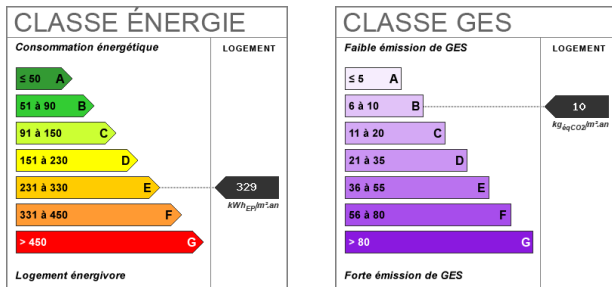 CLASSE ÉNERGIE
Consommation énergétique
LOGEMENT
≤ 50 A
51 à 90 B
91 à 150 C
151 à 230 D
231 à 330 E
329
kWhEP/m².an
331 à 450 F
> 450 G
Logement énergivore
CLASSE GES
Faible émission de GES
LOGEMENT
≤ 5 A
6 à 10 B
10
kgéqCO2/m².an
11 à 20 C
21 à 35 D
36 à 55 E
56 à 80 F
> 80 G
Forte émission de GES